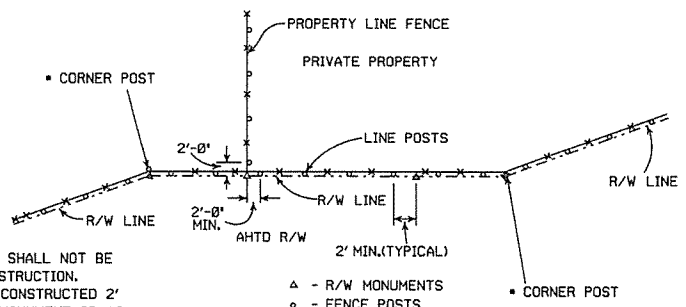 PROPERTY LINE FENCE
PRIVATE PROPERTY
▪ CORNER POST
2'-0"
LINE POSTS
R/W LINE
R/W LINE
R/W LINE
2'-0"
MIN.
AHTD R/W
2' MIN.(TYPICAL)
SHALL NOT BE
STRUCTION.
CONSTRUCTED 2'
△ - R/W MONUMENTS
○ - FENCE POSTS
▪ CORNER POST